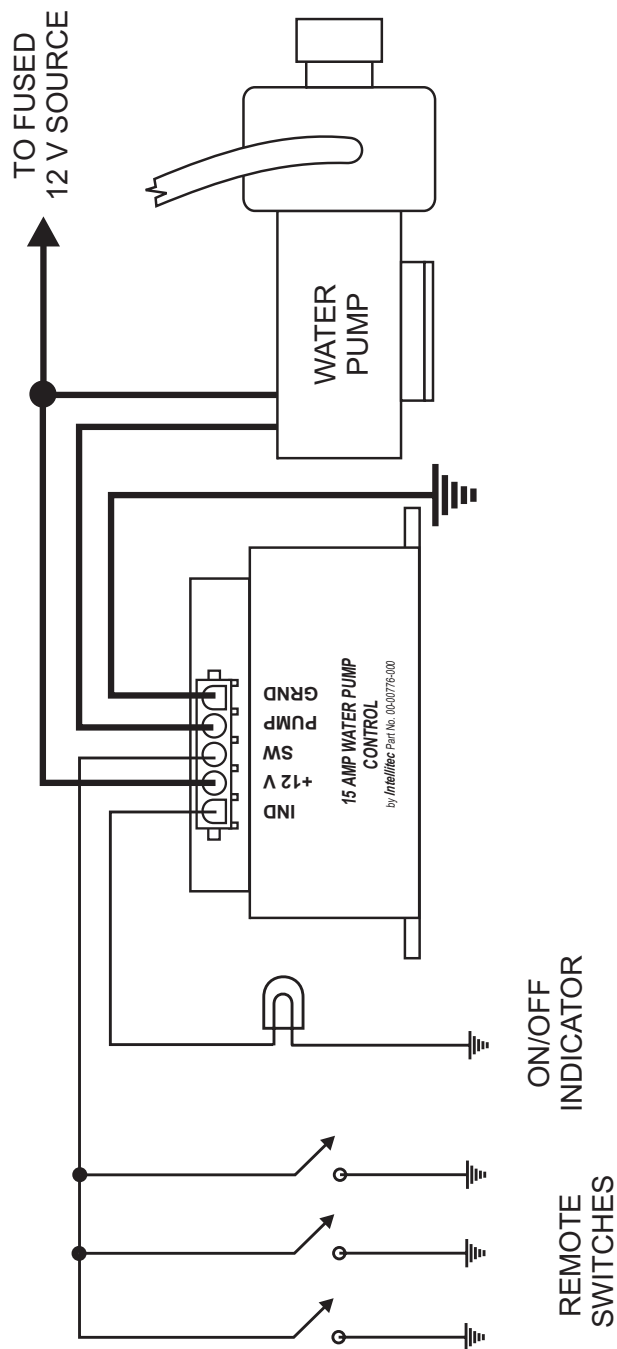 TO FUSED
12 V SOURCE
WATER
PUMP
GRND
PUMP
SW
+12 V
IND
15 AMP WATER PUMP
CONTROL
by Intellitec Part No. 00-00776-000
ON/OFF
INDICATOR
REMOTE
SWITCHES